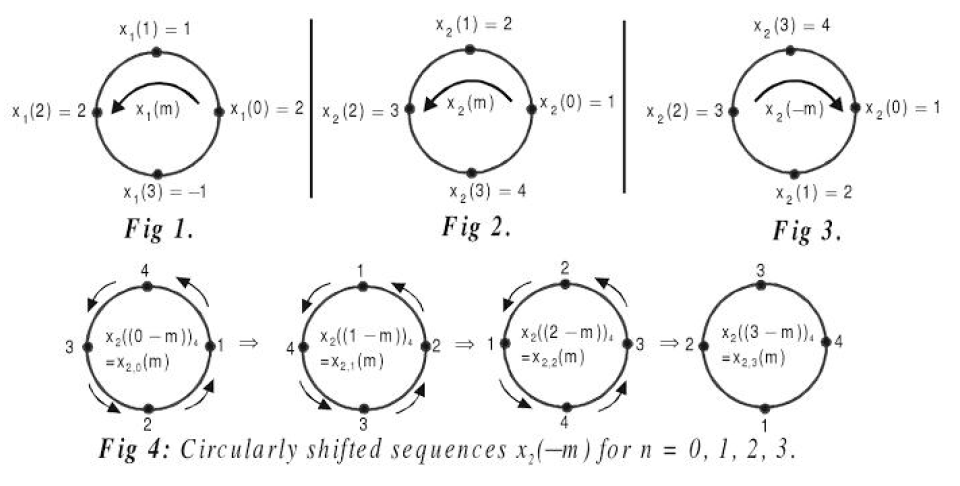 x₁(1) = 1
x₁(2) = 2
x₁(m)
x₁(0) = 2
x₁(3) = -1
Fig 1.
x₂(1) = 2
x₂(2) = 3
x₂(m)
x₂(0) = 1
x₂(3) = 4
Fig 2.
x₂(3) = 4
x₂(2) = 3
x₂(-m)
x₂(0) = 1
x₂(1) = 2
Fig 3.
4
3
x₂((0 - m))₄
=x₂,₀(m)
1
2
⇒
1
4
x₂((1 - m))₄
=x₂,₁(m)
2
3
⇒
2
1
x₂((2 - m))₄
=x₂,₂(m)
3
4
⇒
3
2
x₂((3 - m))₄
=x₂,₃(m)
4
1
Fig 4: Circularly shifted sequences x₂(-m) for n = 0, 1, 2, 3.